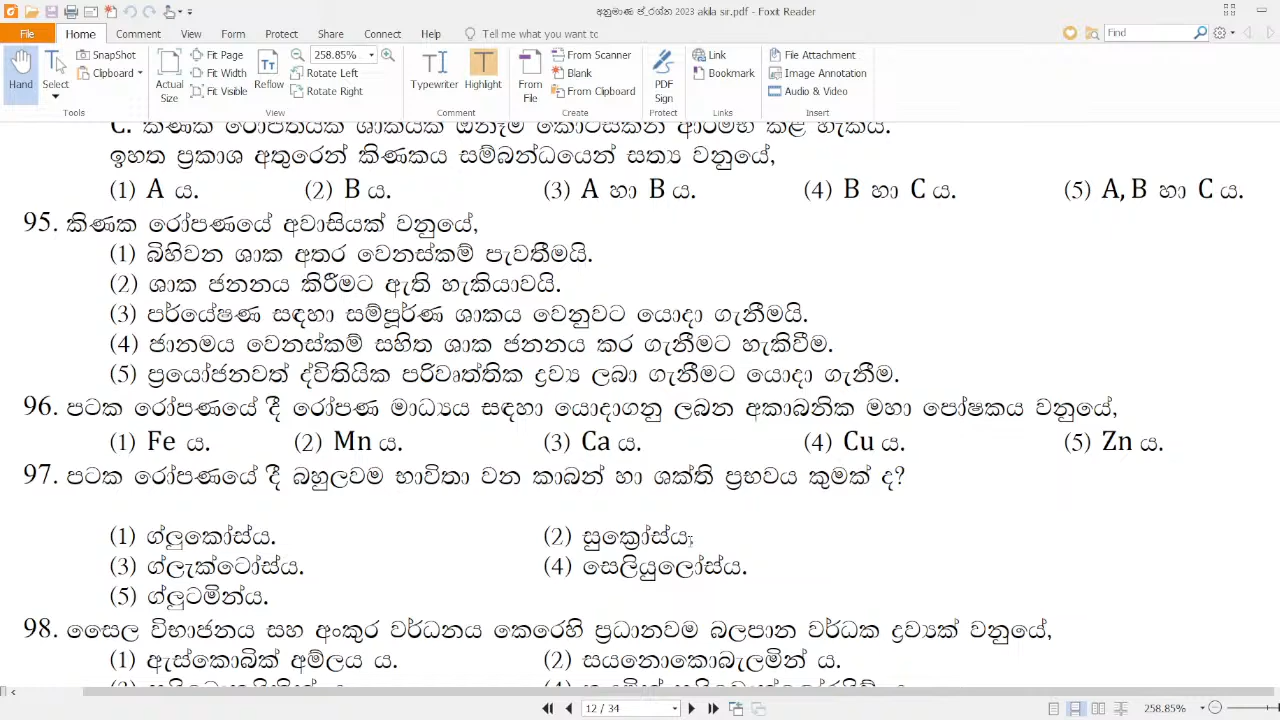 අනුමාන ප්_රශ්න 2023 akila sir.pdf - Foxit Reader
File Home Comment View Form Protect Share Connect Help Tell me what you want to Find
Hand Select SnapShot Clipboard Actual Size Fit Page Fit Width Fit Visible Reflow 258.85% Rotate Left Rotate Right Typewriter Highlight From File From Scanner Blank From Clipboard PDF Sign Link Bookmark File Attachment Image Annotation Audio & Video
Tools View Comment Create Protect Links Insert
C. කිණක රෝපිතයක ශාකයක ඕනෑම කොටසකින් ආරම්භ කළ හැකිය.
ඉහත ප්‍රකාශ අතුරෙන් කිණකය සම්බන්ධයෙන් සත්‍ය වනුයේ,
(1) A ය. (2) B ය. (3) A හා B ය. (4) B හා C ය. (5) A, B හා C ය.
95. කිණක රෝපණයේ අවාසියක් වනුයේ,
(1) බිහිවන ශාක අතර වෙනස්කම් පැවතීමයි.
(2) ශාක ජනනය කිරීමට ඇති හැකියාවයි.
(3) පර්යේෂණ සඳහා සම්පූර්ණ ශාකය වෙනුවට යොදා ගැනීමයි.
(4) ජානමය වෙනස්කම් සහිත ශාක ජනනය කර ගැනීමට හැකිවීම.
(5) ප්‍රයෝජනවත් ද්විතියික පරිවෘත්තික ද්‍රව්‍ය ලබා ගැනීමට යොදා ගැනීම.
96. පටක රෝපණයේ දී රෝපණ මාධ්‍යය සඳහා යොදාගනු ලබන අකාබනික මහා පෝෂකය වනුයේ,
(1) Fe ය. (2) Mn ය. (3) Ca ය. (4) Cu ය. (5) Zn ය.
97. පටක රෝපණයේ දී බහුලවම භාවිතා වන කාබන් හා ශක්ති ප්‍රභවය කුමක් ද?
(1) ග්ලුකෝස්ය. (2) සුක්‍රෝස්ය.
(3) ග්ලැක්ටෝස්ය. (4) සෙලියුලෝස්ය.
(5) ග්ලුටමින්ය.
98. සෛල විභාජනය සහ අංකුර වර්ධනය කෙරෙහි ප්‍රධානවම බලපාන වර්ධක ද්‍රව්‍යක් වනුයේ,
(1) ඇස්කොබික් අම්ලය ය. (2) සයනොකොබැලමින් ය.
12 / 34 258.85%